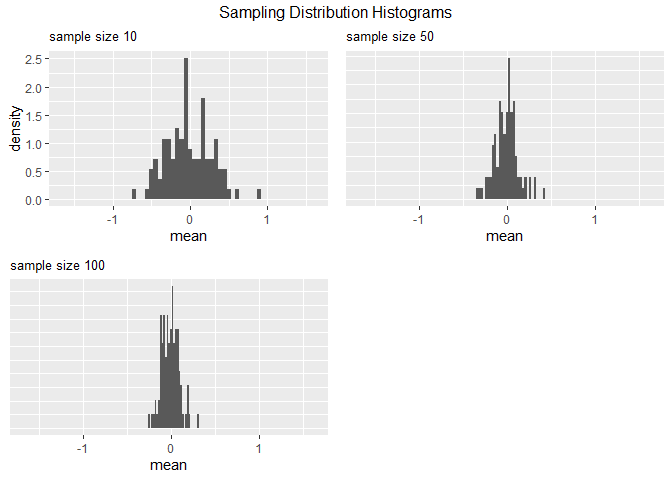 Sampling Distribution Histograms
sample size 10
sample size 50
2.5
2.0
1.5
1.0
0.5
0.0
density
-1 0 1
mean
-1 0 1
mean
sample size 100
-1 0 1
mean